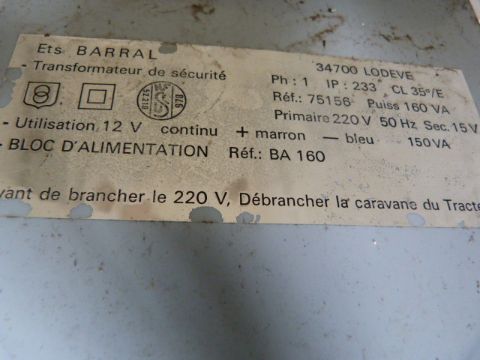 Ets BARRAL 34700 LODEVE
- Transformateur de sécurité Ph : 1 IP : 233 CL 35°/E
Réf.: 75156 Puiss 160 VA
Primaire 220 V 50 Hz Sec. 15 V
- Utilisation 12 V continu + marron — bleu 150 VA
- BLOC D'ALIMENTATION Réf.: BA 160
vant de brancher le 220 V, Débrancher la caravane du Tracte